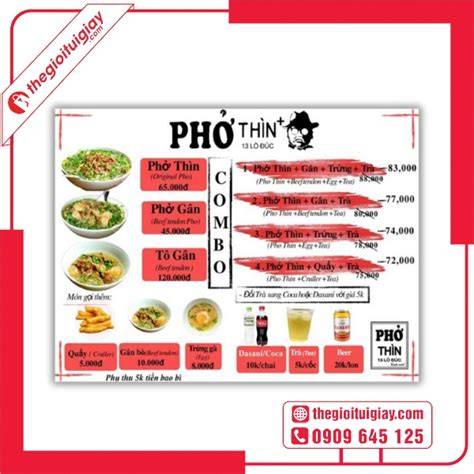 thegioituigiay
.com
PHỞ THÌN+
13 LÒ ĐÚC
Phở Thìn
(Original Pho)
65.000đ
Phở Gân
(Beef tendon Pho)
45.000đ
Tô Gân
(Beef tendon )
120.000đ
COMBO
1. Phở Thìn + Gân + Trứng + Trà 83,000
(Pho Thin +Beeftendon+Egg +Tea) 88,000
2. Phở Thìn + Gân + Trà 77,000
(Pho Thin +Beeftendon +Tea) 80,000
3. Phở Thìn + Trứng + Trà 74,000
(Pho Thin +Egg+Tea) 78,000
4. Phở Thìn + Quẩy + Trà 72,000
(Pho Thin +Cruller+Tea) 75,000
- Đổi Trà sang Coca hoặc Dasani với giá 5k
Món gọi thêm:
Quẩy ( Cruller)
5.000đ
Gân bò(Beef tendon)
10.000đ
Trứng gà
(Egg)
8.000đ
Dasani/Coca
10k/chai
Trà (Tea)
5k/cốc
Beer
20k/lon
Phụ thu 5k tiền bao bì
PHỞ
THÌN
13 LÒ ĐÚC
thegioituigiay.com
0909 645 125